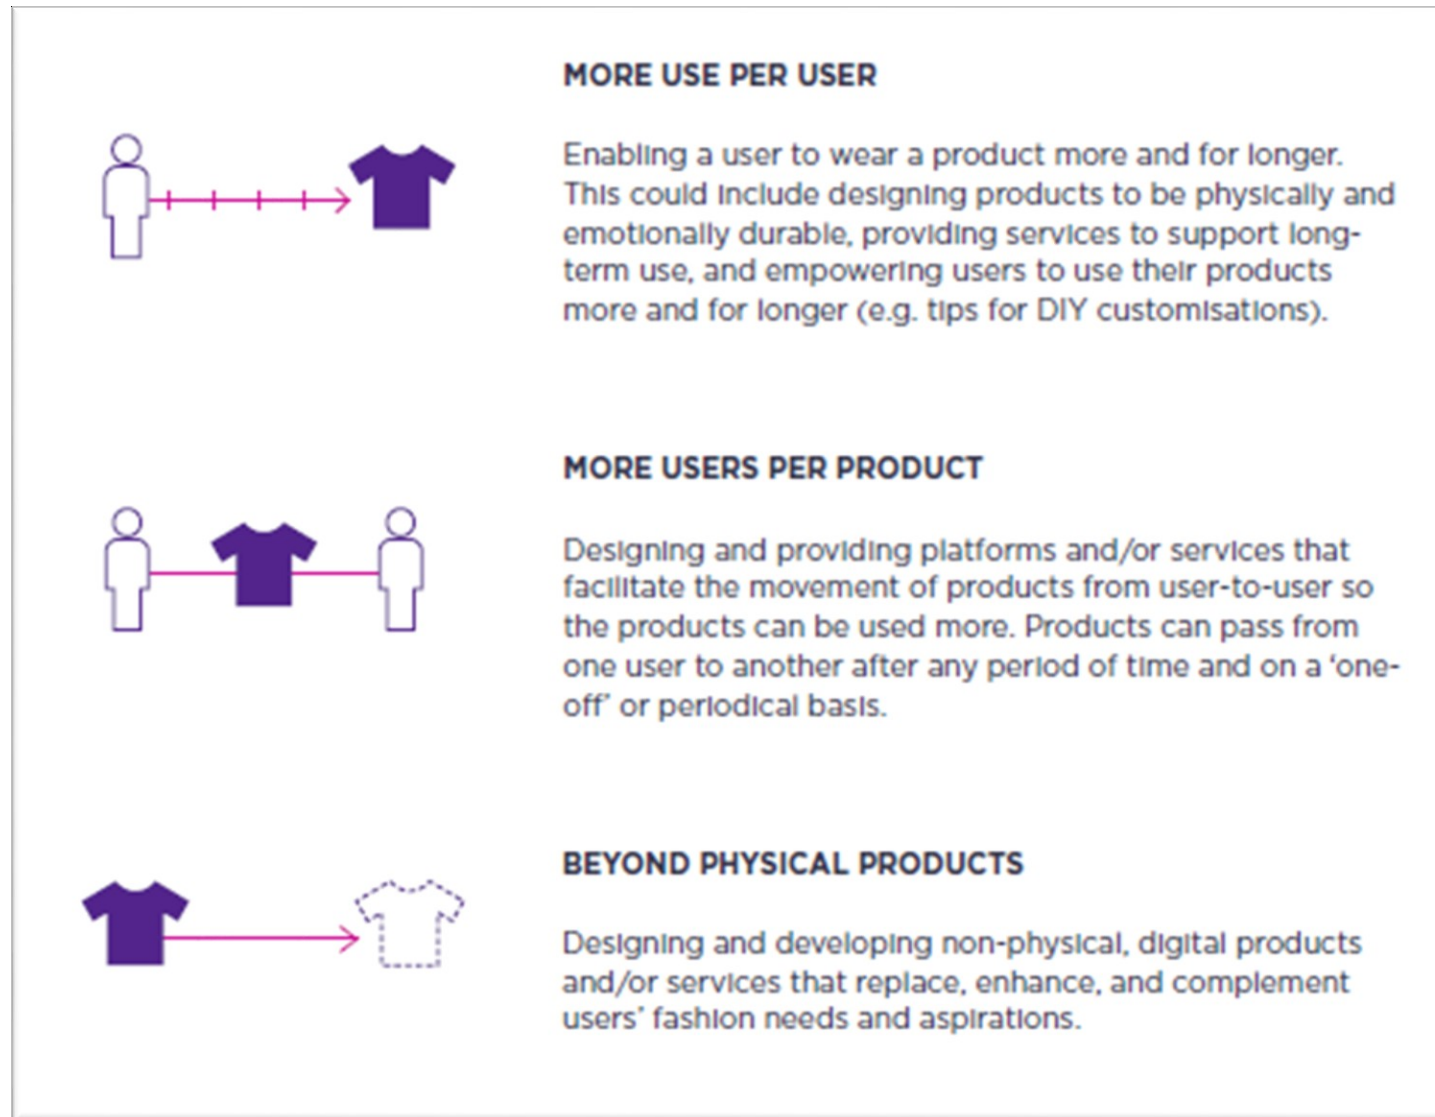 MORE USE PER USER
Enabling a user to wear a product more and for longer.
This could include designing products to be physically and
emotionally durable, providing services to support long-
term use, and empowering users to use their products
more and for longer (e.g. tips for DIY customisations).
MORE USERS PER PRODUCT
Designing and providing platforms and/or services that
facilitate the movement of products from user-to-user so
the products can be used more. Products can pass from
one user to another after any period of time and on a ‘one-
off’ or periodical basis.
BEYOND PHYSICAL PRODUCTS
Designing and developing non-physical, digital products
and/or services that replace, enhance, and complement
users’ fashion needs and aspirations.